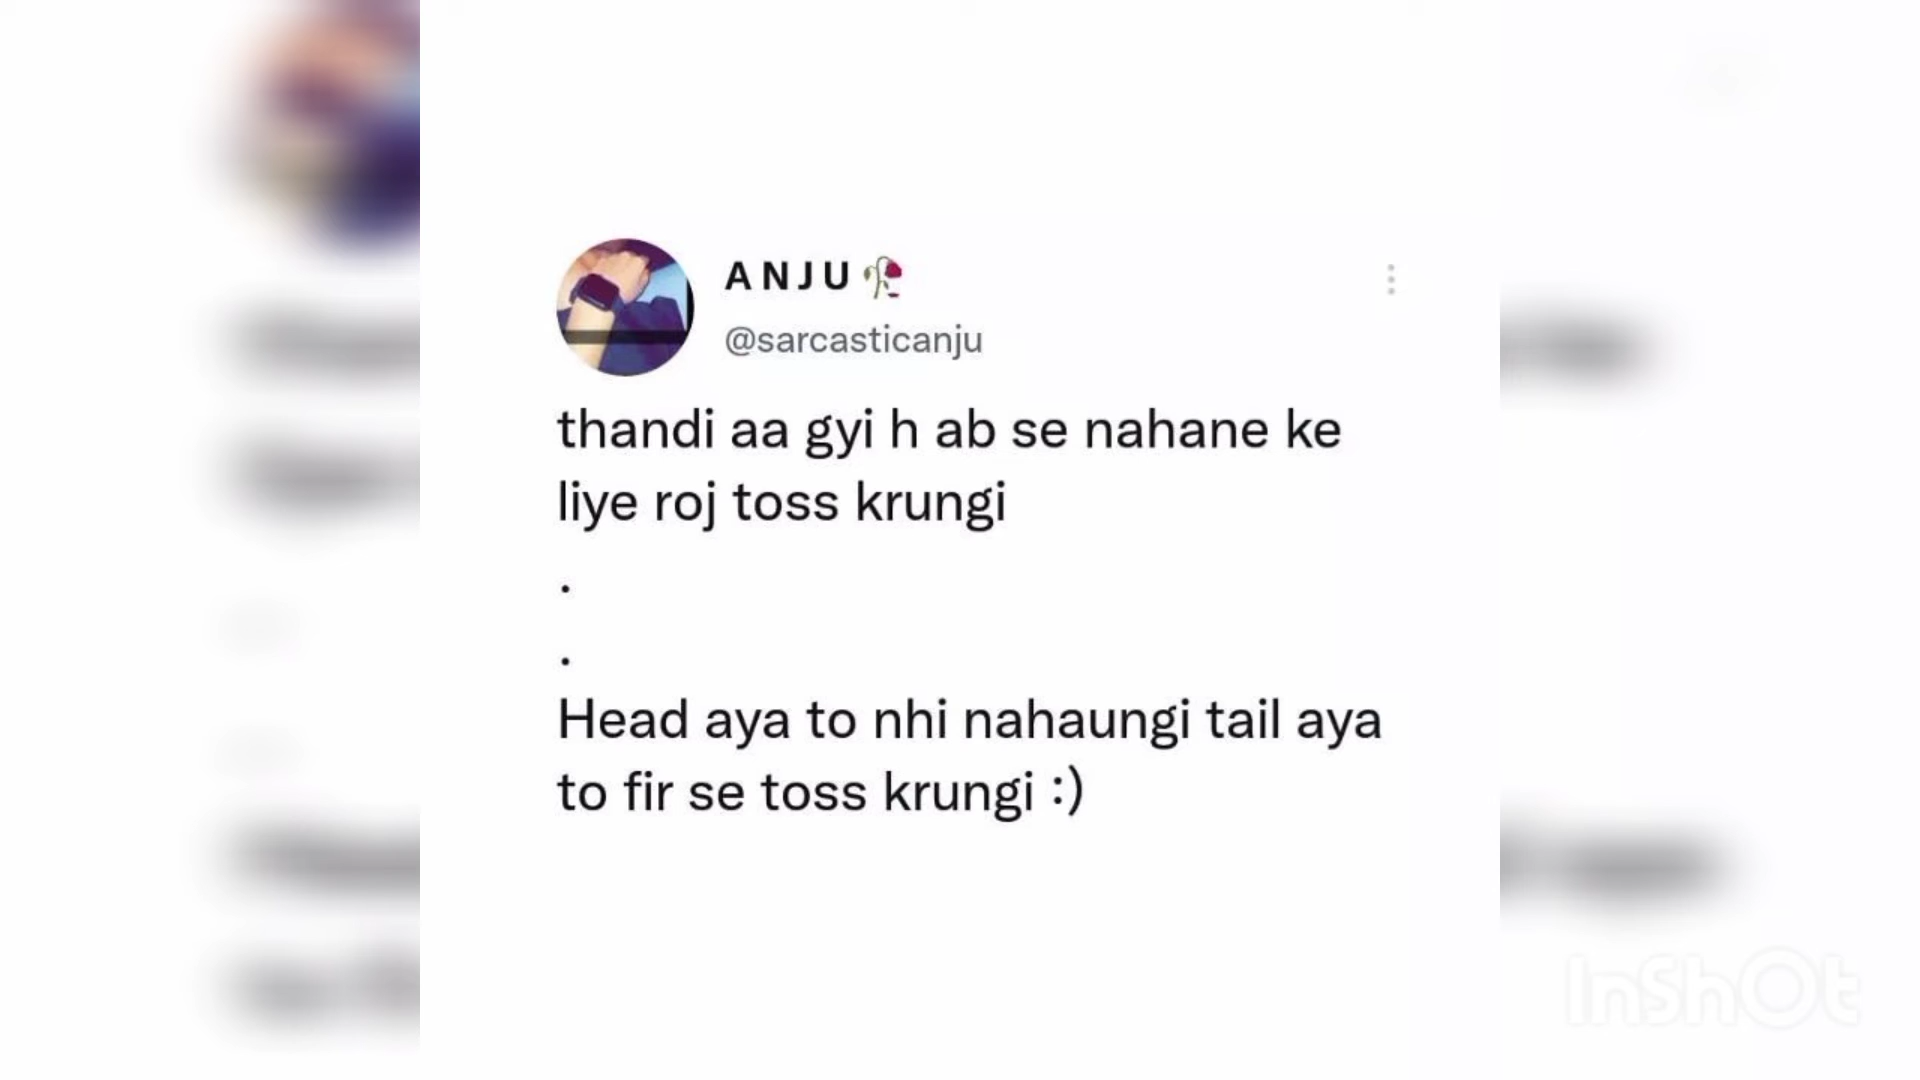 A N J U🥀
@sarcasticanju
thandi aa gyi h ab se nahane ke
liye roj toss krungi
.
.
Head aya to nhi nahaungi tail aya
to fir se toss krungi :)
InShOt